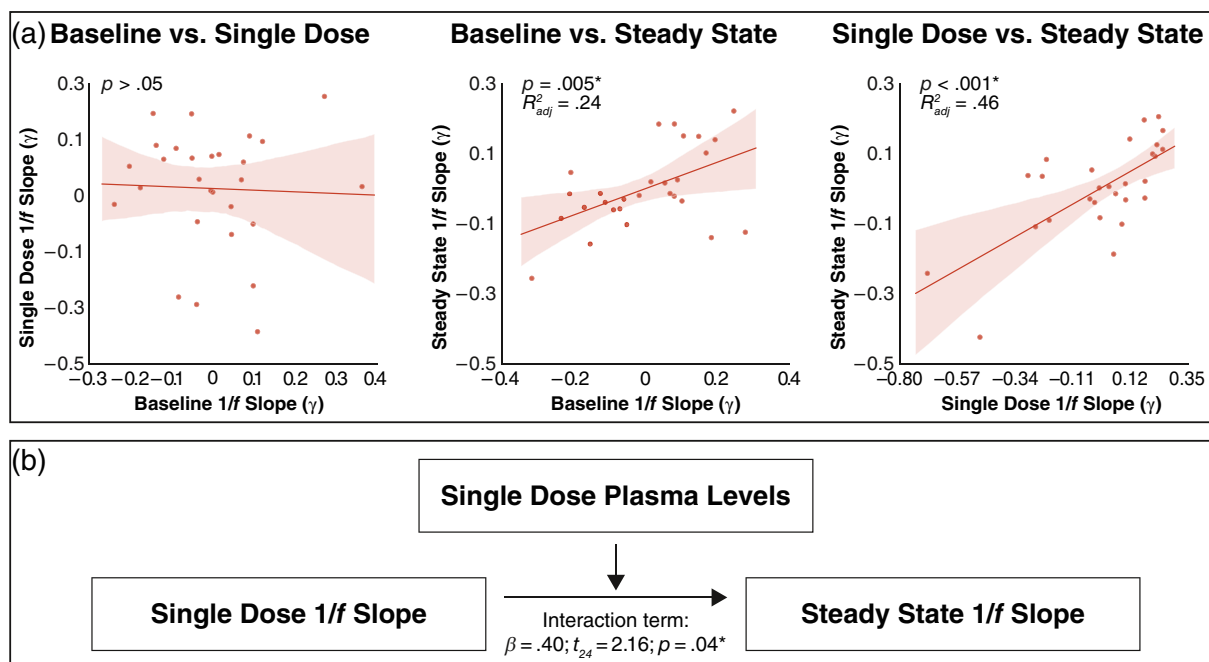 (a)
Baseline vs. Single Dose
Baseline vs. Steady State
Single Dose vs. Steady State
p > .05
0.3
0.1
0
−0.1
−0.3
−0.5
Single Dose 1/f Slope (γ)
−0.3 −0.2 −0.1 0 0.1 0.2 0.3 0.4
Baseline 1/f Slope (γ)
p = .005*
R²adj = .24
0.3
0.1
−0.1
−0.3
−0.5
Steady State 1/f Slope (γ)
−0.4 −0.2 0 0.2 0.4
Baseline 1/f Slope (γ)
p < .001*
R²adj = .46
0.3
0.1
−0.1
−0.3
−0.5
Steady State 1/f Slope (γ)
−0.80 −0.57 −0.34 −0.11 0.12 0.35
Single Dose 1/f Slope (γ)
(b)
Single Dose Plasma Levels
Single Dose 1/f Slope
Steady State 1/f Slope
Interaction term:
β = .40; t24 = 2.16; p = .04*